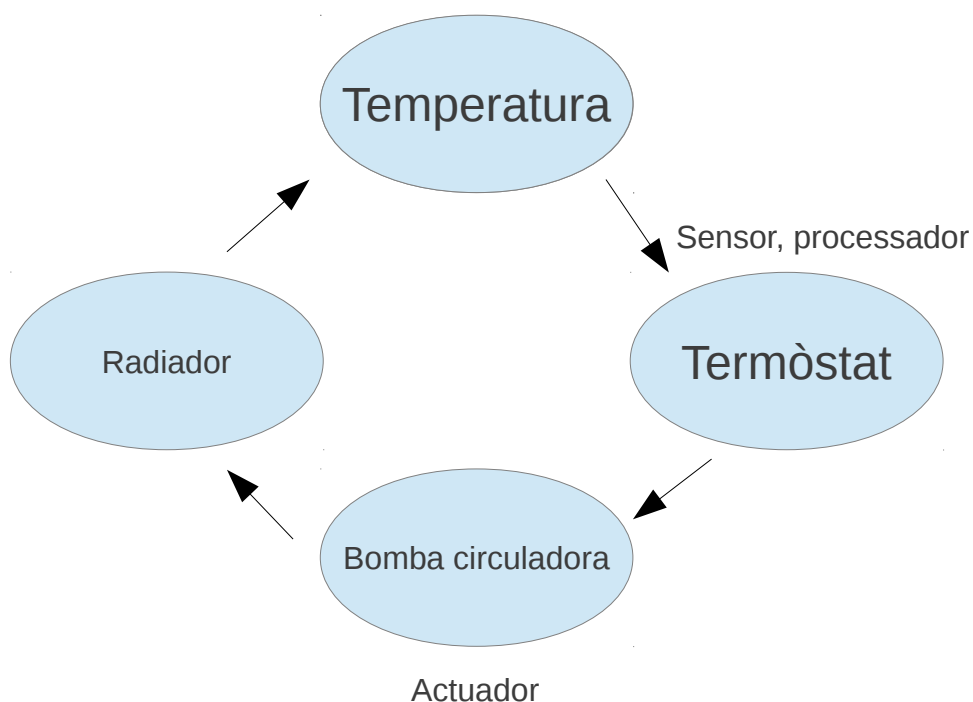 Temperatura
Sensor, processador
Radiador
Termòstat
Bomba circuladora
Actuador